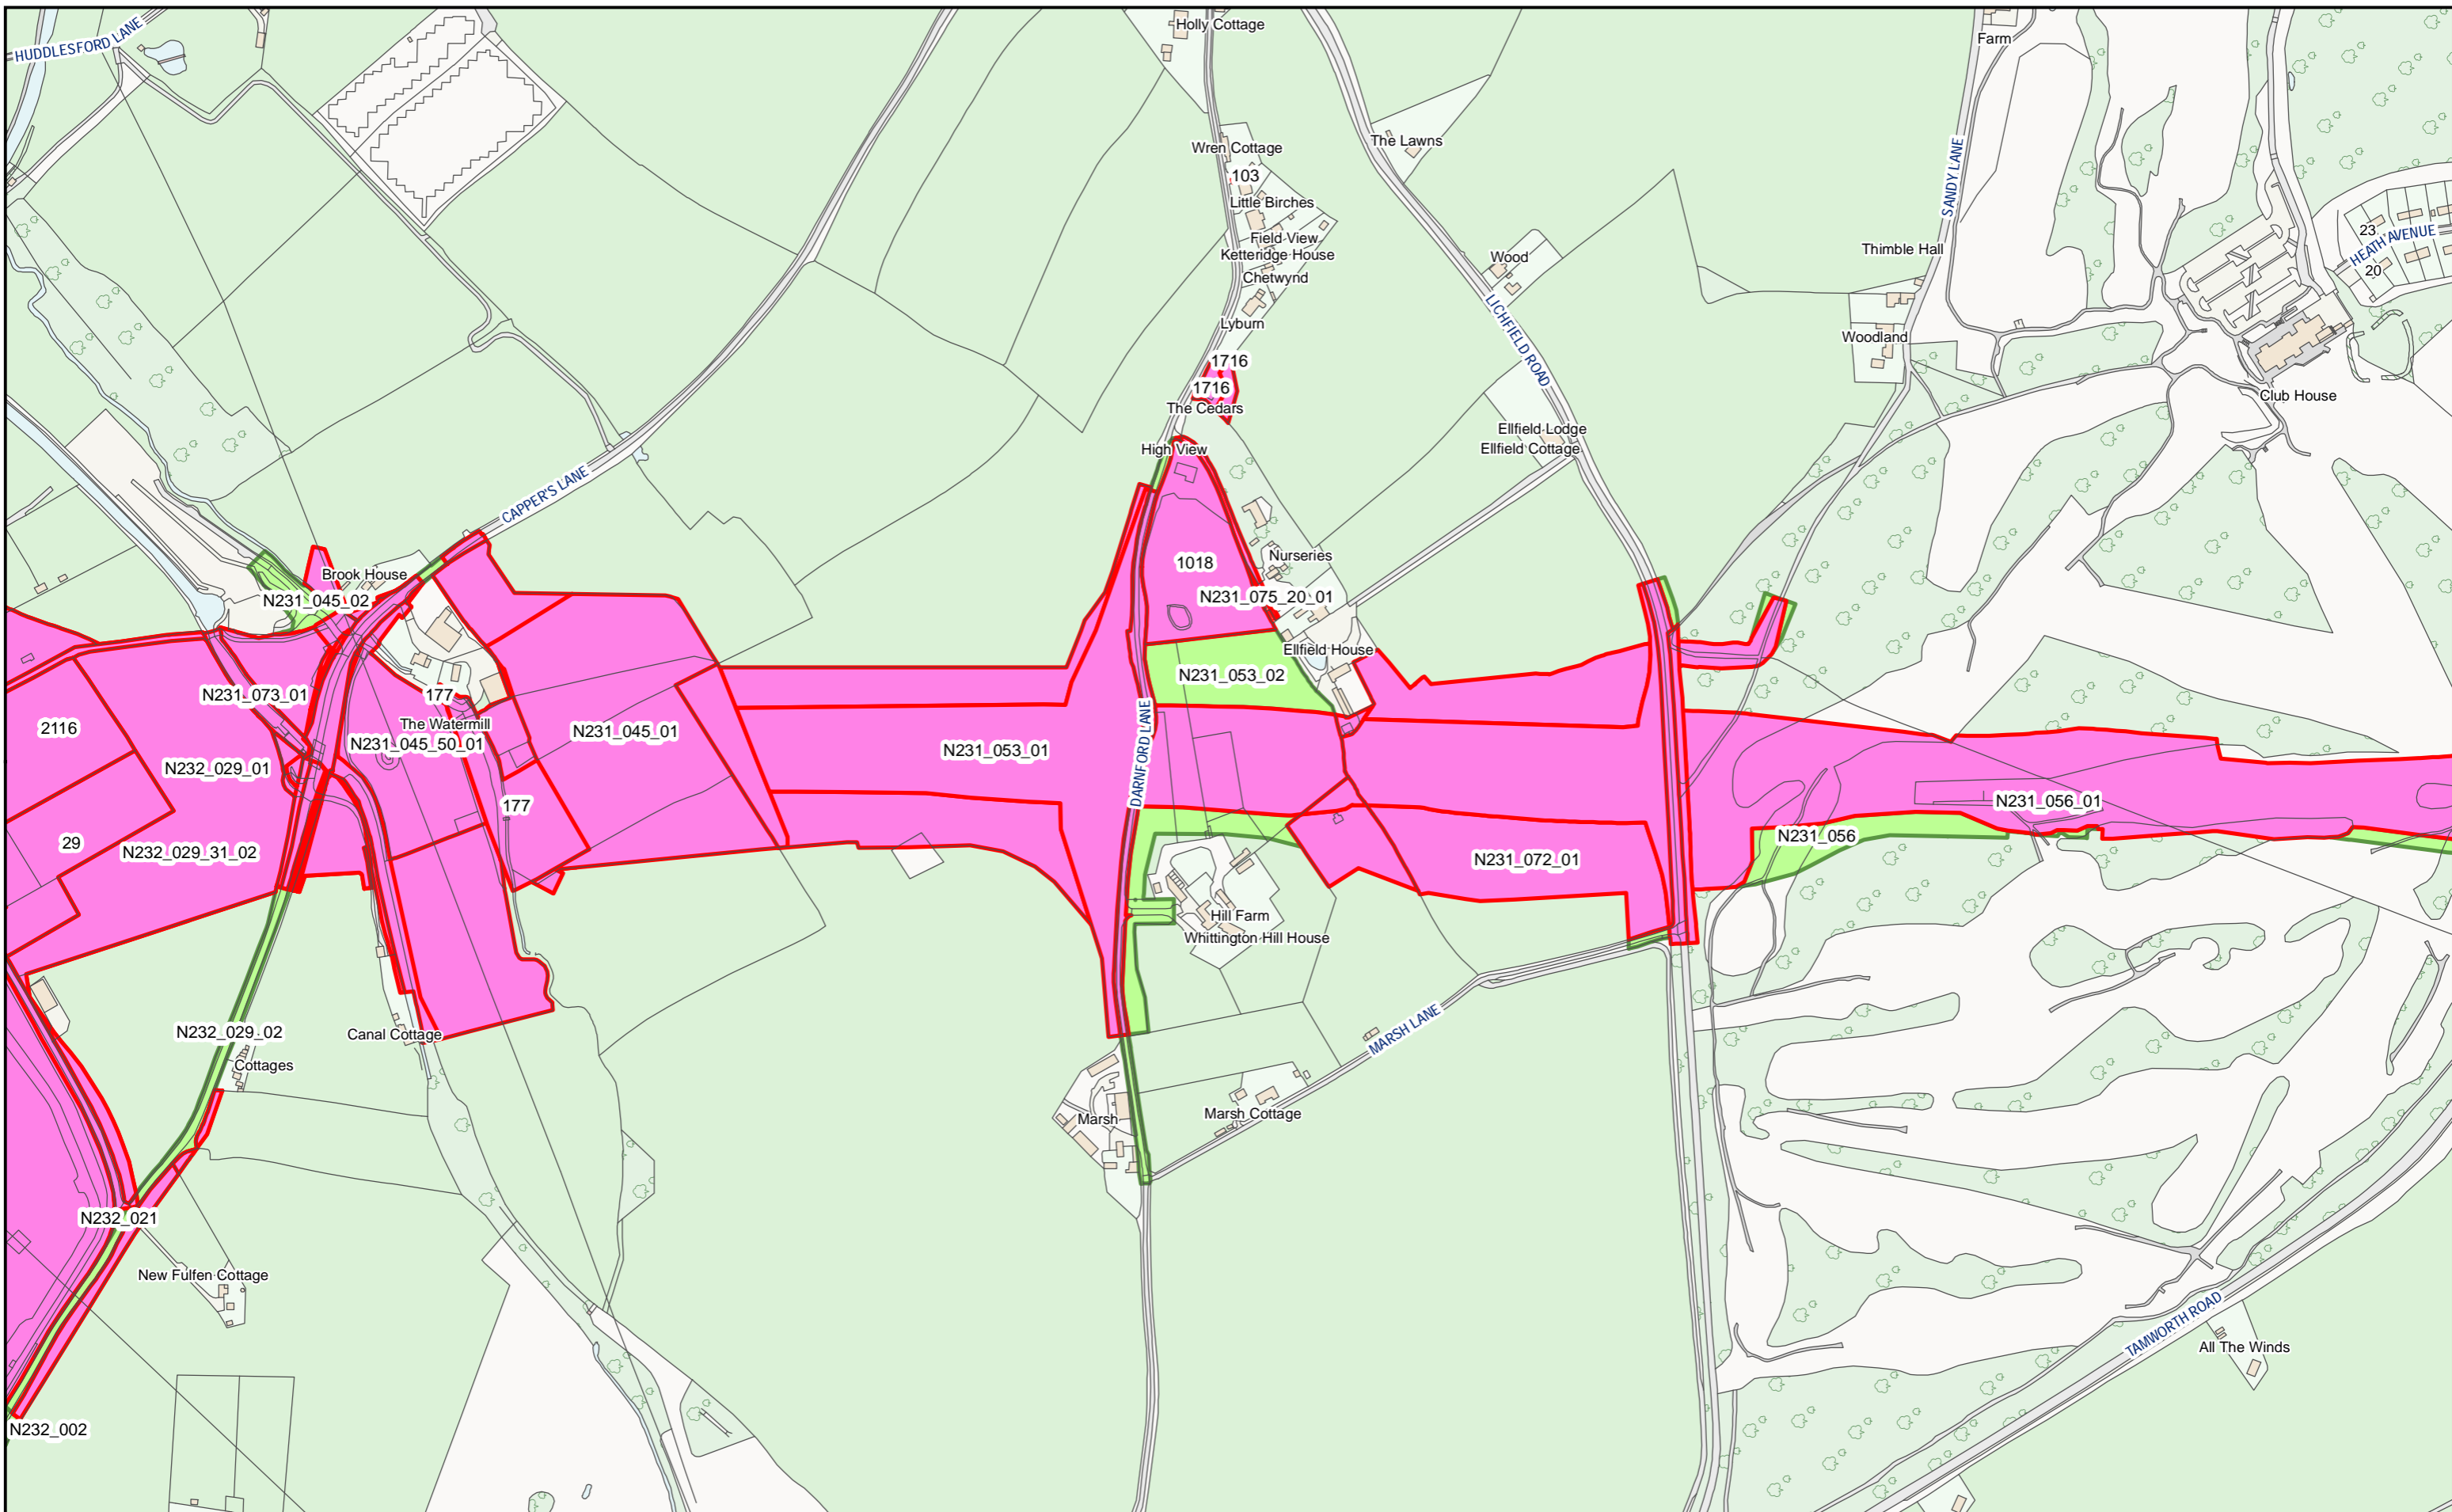 Holly Cottage
Farm
HUDDLESFORD LANE
The Lawns
Wren Cottage
103
SANDY LANE
Little Birches
23
HEATH AVENUE
Field View
Thimble Hall
Ketteridge House
Wood
20
Chetwynd
Lyburn
LICHFIELD ROAD
Woodland
1716
1716
Club House
The Cedars
Ellfield Lodge
High View
Ellfield Cottage
CAPPER'S LANE
Nurseries
1018
Brook House
N231_045_02
N231_075_20_01
Ellfield House
N231_053_02
N231_073_01
177
The Watermill
2116
N231_045_01
N231_045_50_01
N231_053_01
DARNFORD LANE
N232_029_01
177
N231_056_01
N231_056
29
N232_029_31_02
N231_072_01
Hill Farm
Whittington Hill House
N232_029_02
Canal Cottage
MARSH LANE
Cottages
Marsh
Marsh Cottage
N232_021
New Fulfen Cottage
TAMWORTH ROAD
All The Winds
N232_002